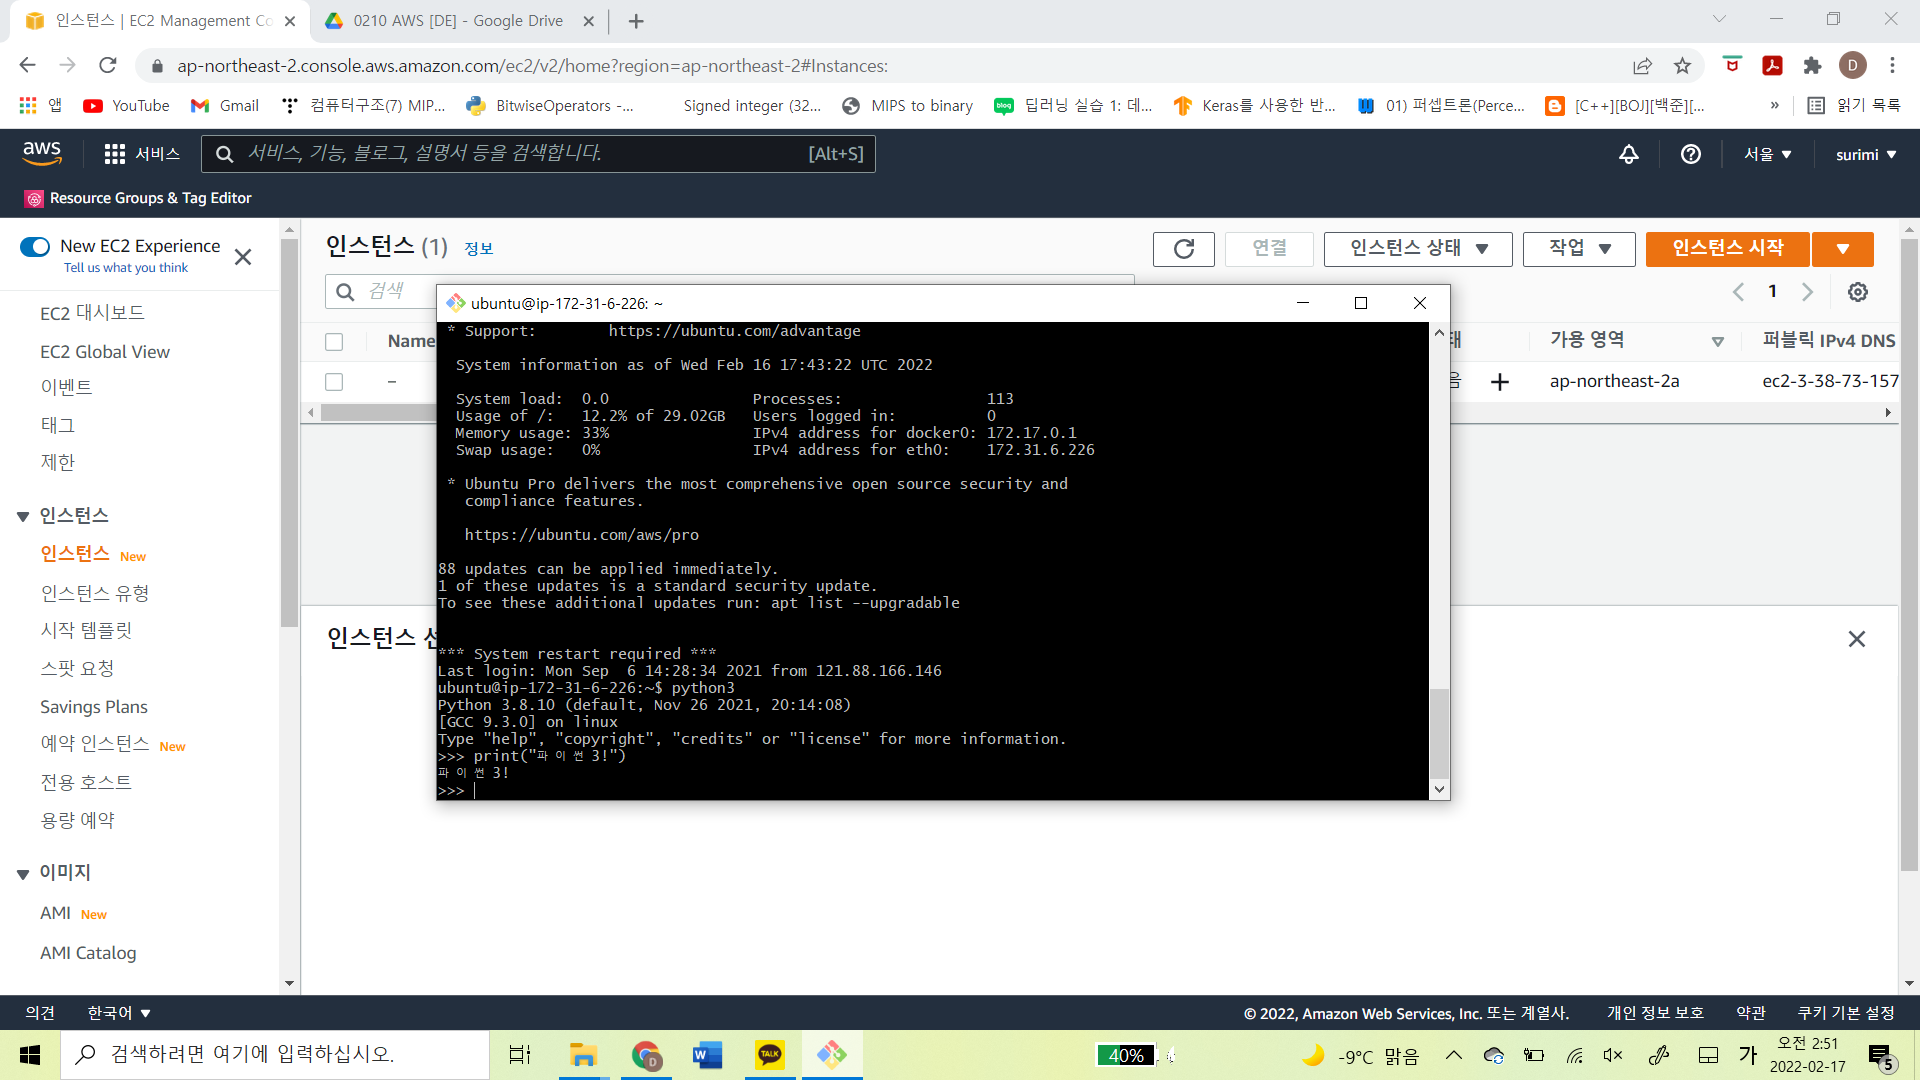 인스턴스 | EC2 Management Co
0210 AWS [DE] - Google Drive
ap-northeast-2.console.aws.amazon.com/ec2/v2/home?region=ap-northeast-2#Instances:
D
앱 YouTube Gmail 컴퓨터구조(7) MIP... BitwiseOperators -... Signed integer (32... MIPS to binary 딥러닝 실습 1: 데... Keras를 사용한 반... 01) 퍼셉트론(Perce... [C++][BOJ][백준][... » 읽기 목록
aws 서비스 서비스, 기능, 블로그, 설명서 등을 검색합니다. [Alt+S] 서울 surimi
Resource Groups & Tag Editor
New EC2 Experience
Tell us what you think
EC2 대시보드
EC2 Global View
이벤트
태그
제한
인스턴스
인스턴스 New
인스턴스 유형
시작 템플릿
스팟 요청
Savings Plans
예약 인스턴스 New
전용 호스트
용량 예약
이미지
AMI New
AMI Catalog
인스턴스 (1) 정보
연결 인스턴스 상태 작업 인스턴스 시작
검색
1
Name 가용 영역 퍼블릭 IPv4 DNS
– ap-northeast-2a ec2-3-38-73-157
인스턴스
ubuntu@ip-172-31-6-226: ~
* Support: https://ubuntu.com/advantage
System information as of Wed Feb 16 17:43:22 UTC 2022
System load: 0.0 Processes: 113
Usage of /: 12.2% of 29.02GB Users logged in: 0
Memory usage: 33% IPv4 address for docker0: 172.17.0.1
Swap usage: 0% IPv4 address for eth0: 172.31.6.226
* Ubuntu Pro delivers the most comprehensive open source security and
compliance features.
https://ubuntu.com/aws/pro
88 updates can be applied immediately.
1 of these updates is a standard security update.
To see these additional updates run: apt list --upgradable
*** System restart required ***
Last login: Mon Sep  6 14:28:34 2021 from 121.88.166.146
ubuntu@ip-172-31-6-226:~$ python3
Python 3.8.10 (default, Nov 26 2021, 20:14:08)
[GCC 9.3.0] on linux
Type "help", "copyright", "credits" or "license" for more information.
>>> print("파이썬 3!")
파이썬 3!
>>>
의견 한국어 © 2022, Amazon Web Services, Inc. 또는 계열사. 개인 정보 보호 약관 쿠키 기본 설정
검색하려면 여기에 입력하십시오. D W TALK 40% -9°C 맑음 가 오전 2:51
2022-02-17
5